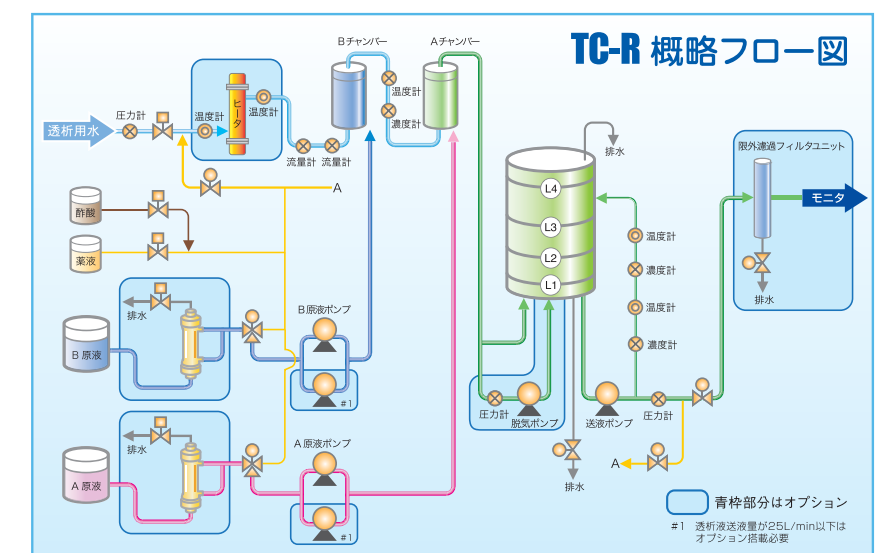 TC-R 概略フロー図
Bチャンバー
Aチャンバー
圧力計
温度計
ヒータ
温度計
流量計
流量計
温度計
濃度計
透析用水
排水
限外濾過フィルタユニット
モニタ
A
酢酸
薬液
L4
L3
L2
L1
温度計
濃度計
温度計
濃度計
排水
排水
B原液
B原液ポンプ
#1
圧力計
脱気ポンプ
送液ポンプ
圧力計
排水
A原液
A原液ポンプ
#1
排水
A
青枠部分はオプション
#1 透析液送液量が25L/min以下は
オプション搭載必要